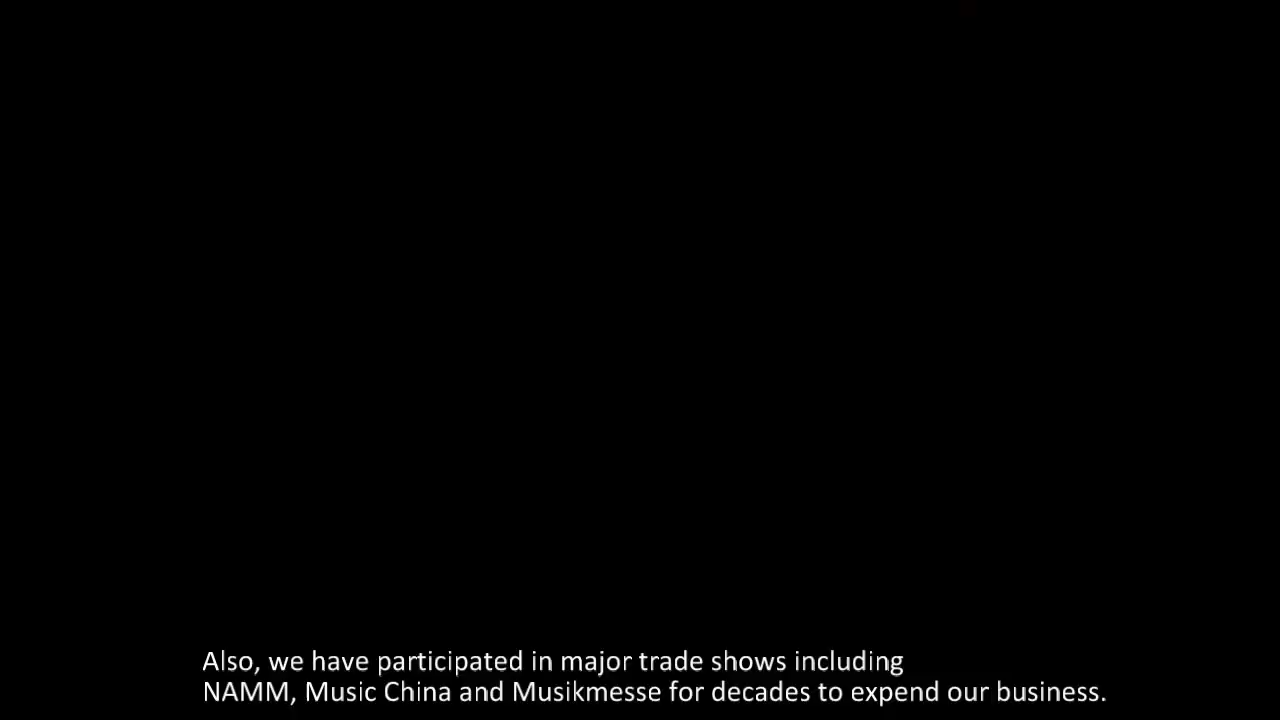 Also, we have participated in major trade shows including
NAMM, Music China and Musikmesse for decades to expend our business.